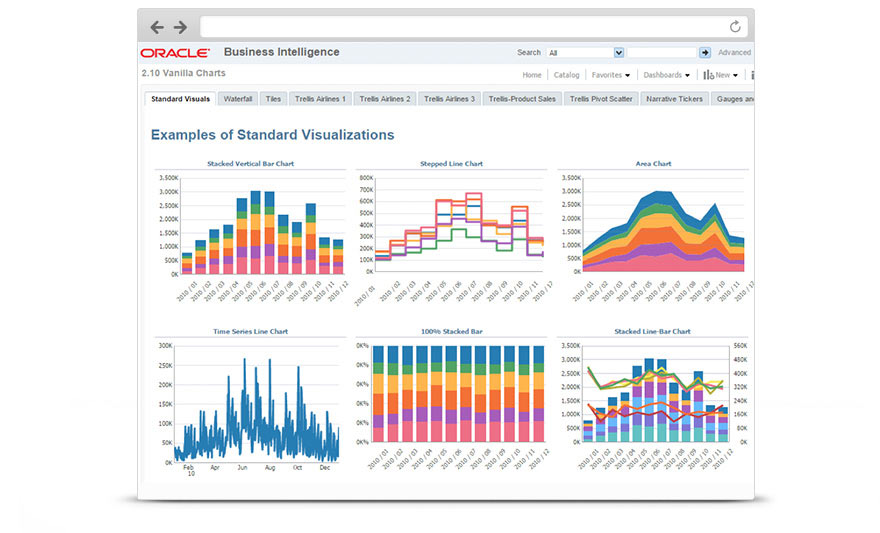 ORACLE Business Intelligence Search All Advanced
2.10 Vanilla Charts Home Catalog Favorites Dashboards New
Standard Visuals Waterfall Tiles Trellis Airlines 1 Trellis Airlines 2 Trellis Airlines 3 Trellis-Product Sales Trellis Pivot Scatter Narrative Tickers Gauges and
Examples of Standard Visualizations
Stacked Vertical Bar Chart
3,500K
3,000K
2,500K
2,000K
1,500K
1,000K
500K
0K
2010 / 01 2010 / 02 2010 / 03 2010 / 04 2010 / 05 2010 / 06 2010 / 07 2010 / 08 2010 / 09 2010 / 10 2010 / 11 2010 / 12
Stepped Line Chart
800K
700K
600K
500K
400K
300K
200K
100K
0K
2010 / 01 2010 / 02 2010 / 03 2010 / 04 2010 / 05 2010 / 06 2010 / 07 2010 / 08 2010 / 09 2010 / 10 2010 / 11 2010 / 12
Area Chart
3,500K
3,000K
2,500K
2,000K
1,500K
1,000K
500K
0K
2010 / 01 2010 / 02 2010 / 03 2010 / 04 2010 / 05 2010 / 06 2010 / 07 2010 / 08 2010 / 09 2010 / 10 2010 / 11 2010 / 12
Time Series Line Chart
300K
250K
200K
150K
100K
50K
0K
Feb Apr Jun Aug Oct Dec
10
100% Stacked Bar
0K%
0K%
0K%
0K%
0K%
0K%
2010 / 01 2010 / 02 2010 / 03 2010 / 04 2010 / 05 2010 / 06 2010 / 07 2010 / 08 2010 / 09 2010 / 10 2010 / 11 2010 / 12
Stacked Line-Bar Chart
3,500K 560K
3,000K 480K
2,500K 400K
2,000K 320K
1,500K 240K
1,000K 160K
500K 80K
0K 0K
2010 / 01 2010 / 02 2010 / 03 2010 / 04 2010 / 05 2010 / 06 2010 / 07 2010 / 08 2010 / 09 2010 / 10 2010 / 11 2010 / 12